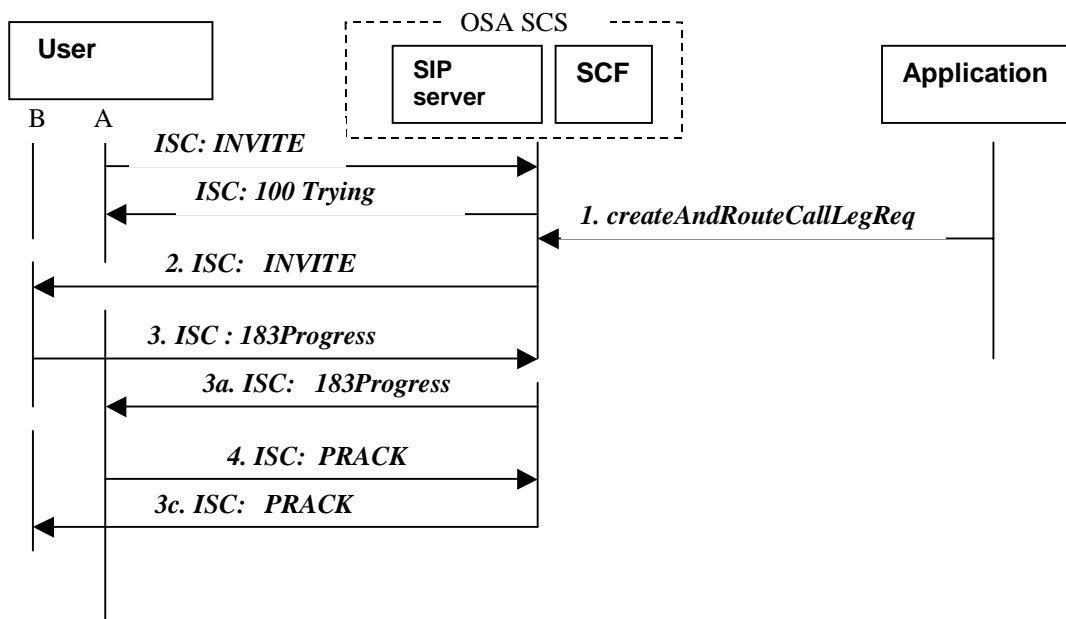 OSA SCS
User
SIP
server
SCF
Application
B A
ISC: INVITE
ISC: 100 Trying
1. createAndRouteCallLegReq
2. ISC: INVITE
3. ISC : 183Progress
3a. ISC: 183Progress
4. ISC: PRACK
3c. ISC: PRACK